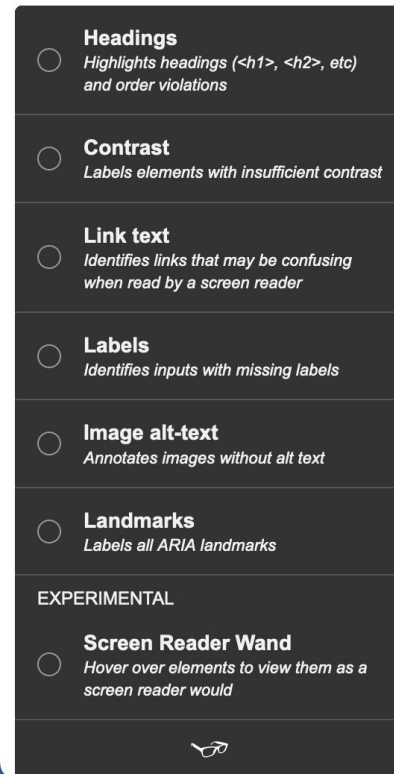 Headings
Highlights headings (<h1>, <h2>, etc)
and order violations
Contrast
Labels elements with insufficient contrast
Link text
Identifies links that may be confusing
when read by a screen reader
Labels
Identifies inputs with missing labels
Image alt-text
Annotates images without alt text
Landmarks
Labels all ARIA landmarks
EXPERIMENTAL
Screen Reader Wand
Hover over elements to view them as a
screen reader would